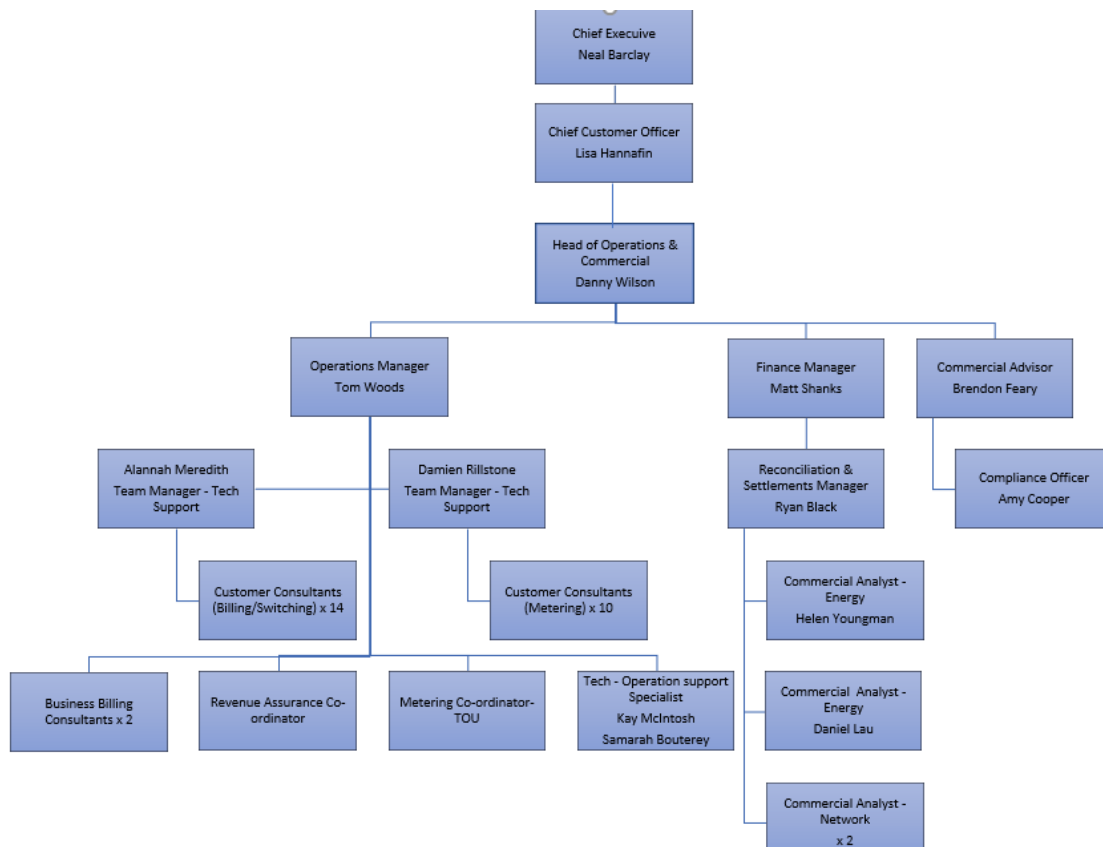 Chief Execuive
Neal Barclay
Chief Customer Officer
Lisa Hannafin
Head of Operations &
Commercial
Danny Wilson
Operations Manager
Tom Woods
Finance Manager
Matt Shanks
Commercial Advisor
Brendon Feary
Alannah Meredith
Team Manager - Tech
Support
Damien Rillstone
Team Manager - Tech
Support
Reconciliation &
Settlements Manager
Ryan Black
Compliance Officer
Amy Cooper
Customer Consultants
(Billing/Switching) x 14
Customer Consultants
(Metering) x 10
Commercial Analyst -
Energy
Helen Youngman
Business Billing
Consultants x 2
Revenue Assurance Co-
ordinator
Metering Co-ordinator-
TOU
Tech - Operation support
Specialist
Kay McIntosh
Samarah Bouterey
Commercial Analyst -
Energy
Daniel Lau
Commercial Analyst -
Network
x 2